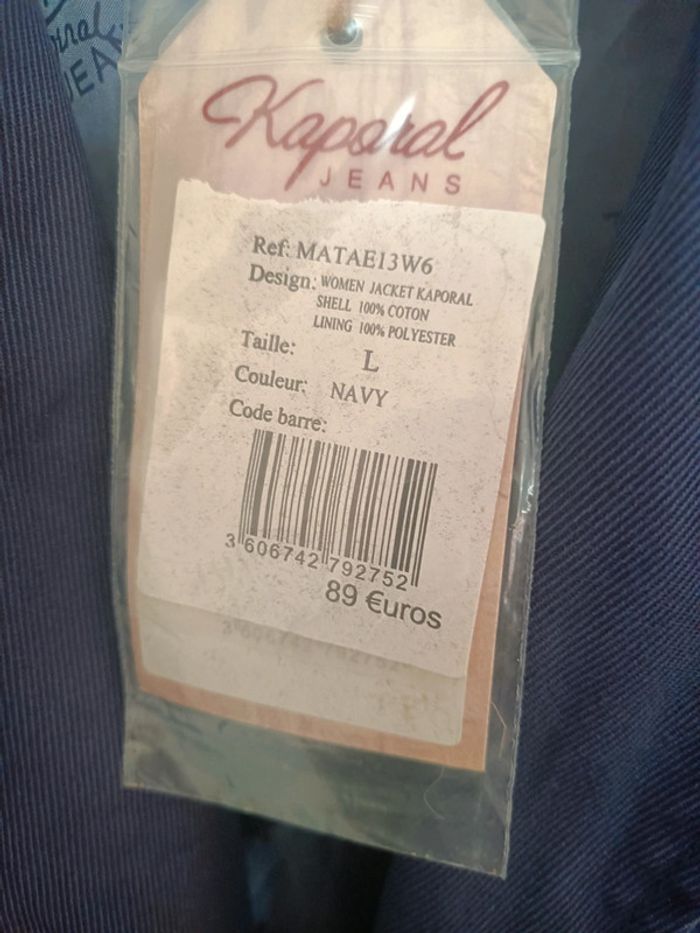 Kaporal
JEANS
Ref: MATAE13W6
Design: WOMEN JACKET KAPORAL
SHELL 100% COTON
LINING 100% POLYESTER
Taille: L
Couleur: NAVY
Code barre:
3 606742 792752
89 €uros